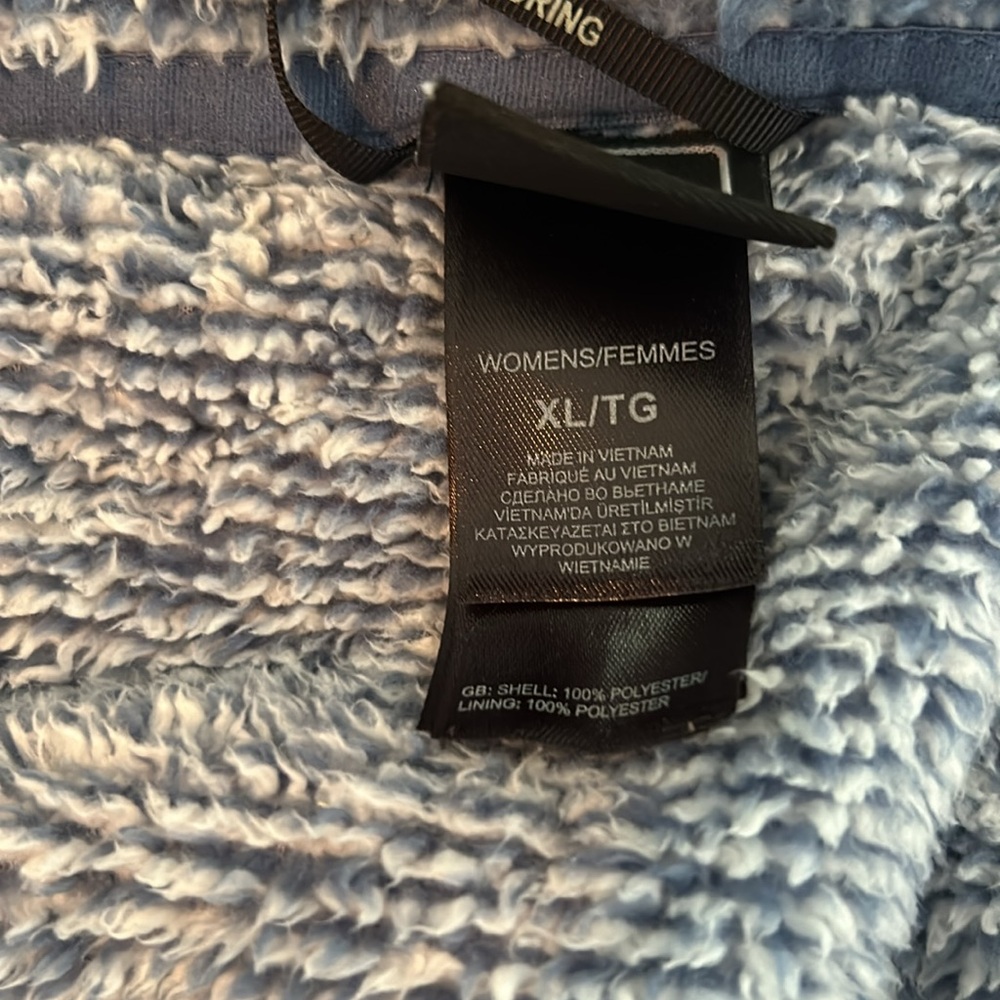 WOMENS/FEMMES
XL/TG
MADE IN VIETNAM
FABRIQUÉ AU VIETNAM
СДЕЛАНО ВО ВЬЕТНАМЕ
VİETNAM'DA ÜRETİLMİŞTİR
ΚΑΤΑΣΚΕΥΑΖΕΤΑΙ ΣΤΟ ΒΙΕΤΝΑΜ
WYPRODUKOWANO W
WIETNAMIE
GB: SHELL: 100% POLYESTER/
LINING: 100% POLYESTER